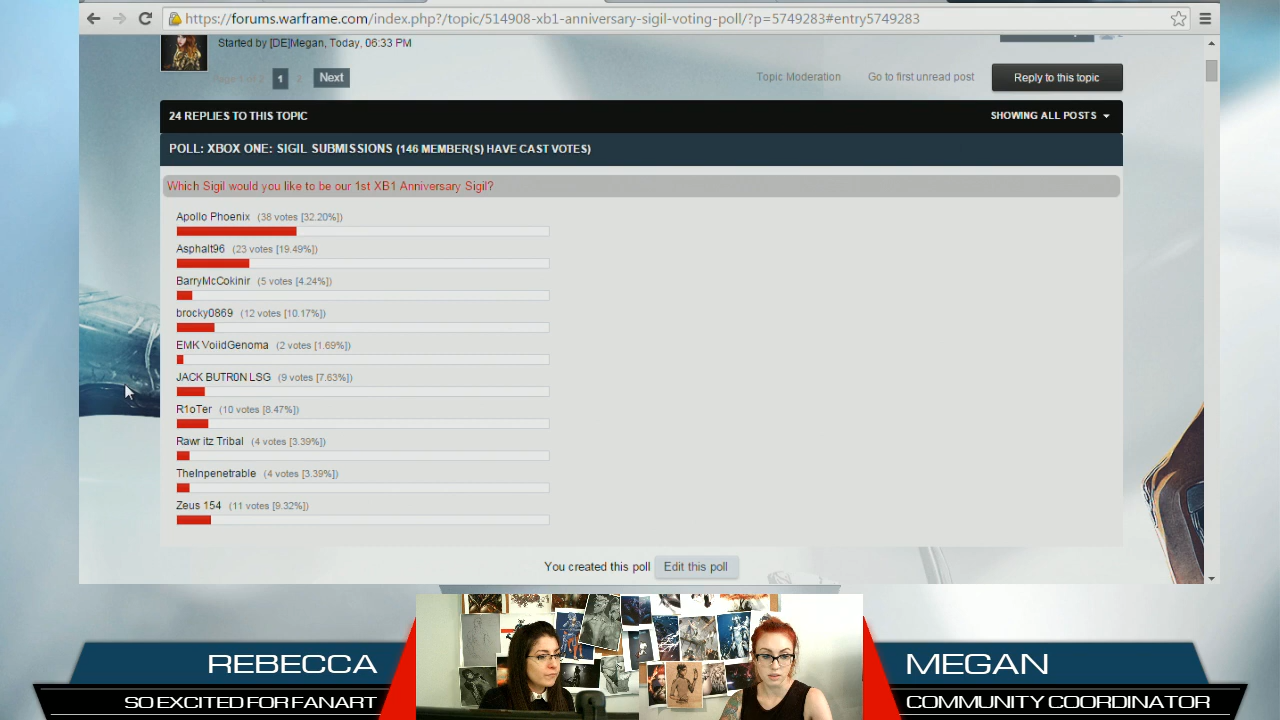 https://forums.warframe.com/index.php?/topic/514908-xb1-anniversary-sigil-voting-poll/?p=5749283#entry5749283
Started by [DE]Megan, Today, 06:33 PM
Page 1 of 2 1 2 Next
Topic Moderation Go to first unread post Reply to this topic
24 REPLIES TO THIS TOPIC SHOWING ALL POSTS
POLL: XBOX ONE: SIGIL SUBMISSIONS (146 MEMBER(S) HAVE CAST VOTES)
Which Sigil would you like to be our 1st XB1 Anniversary Sigil?
Apollo Phoenix (38 votes [32.20%])
Asphalt96 (23 votes [19.49%])
BarryMcCokinir (5 votes [4.24%])
brocky0869 (12 votes [10.17%])
EMK VoiidGenoma (2 votes [1.69%])
JACK BUTR0N LSG (9 votes [7.63%])
R1oTer (10 votes [8.47%])
Rawr itz Tribal (4 votes [3.39%])
TheInpenetrable (4 votes [3.39%])
Zeus 154 (11 votes [9.32%])
You created this poll Edit this poll
REBECCA
SO EXCITED FOR FANART
MEGAN
COMMUNITY COORDINATOR